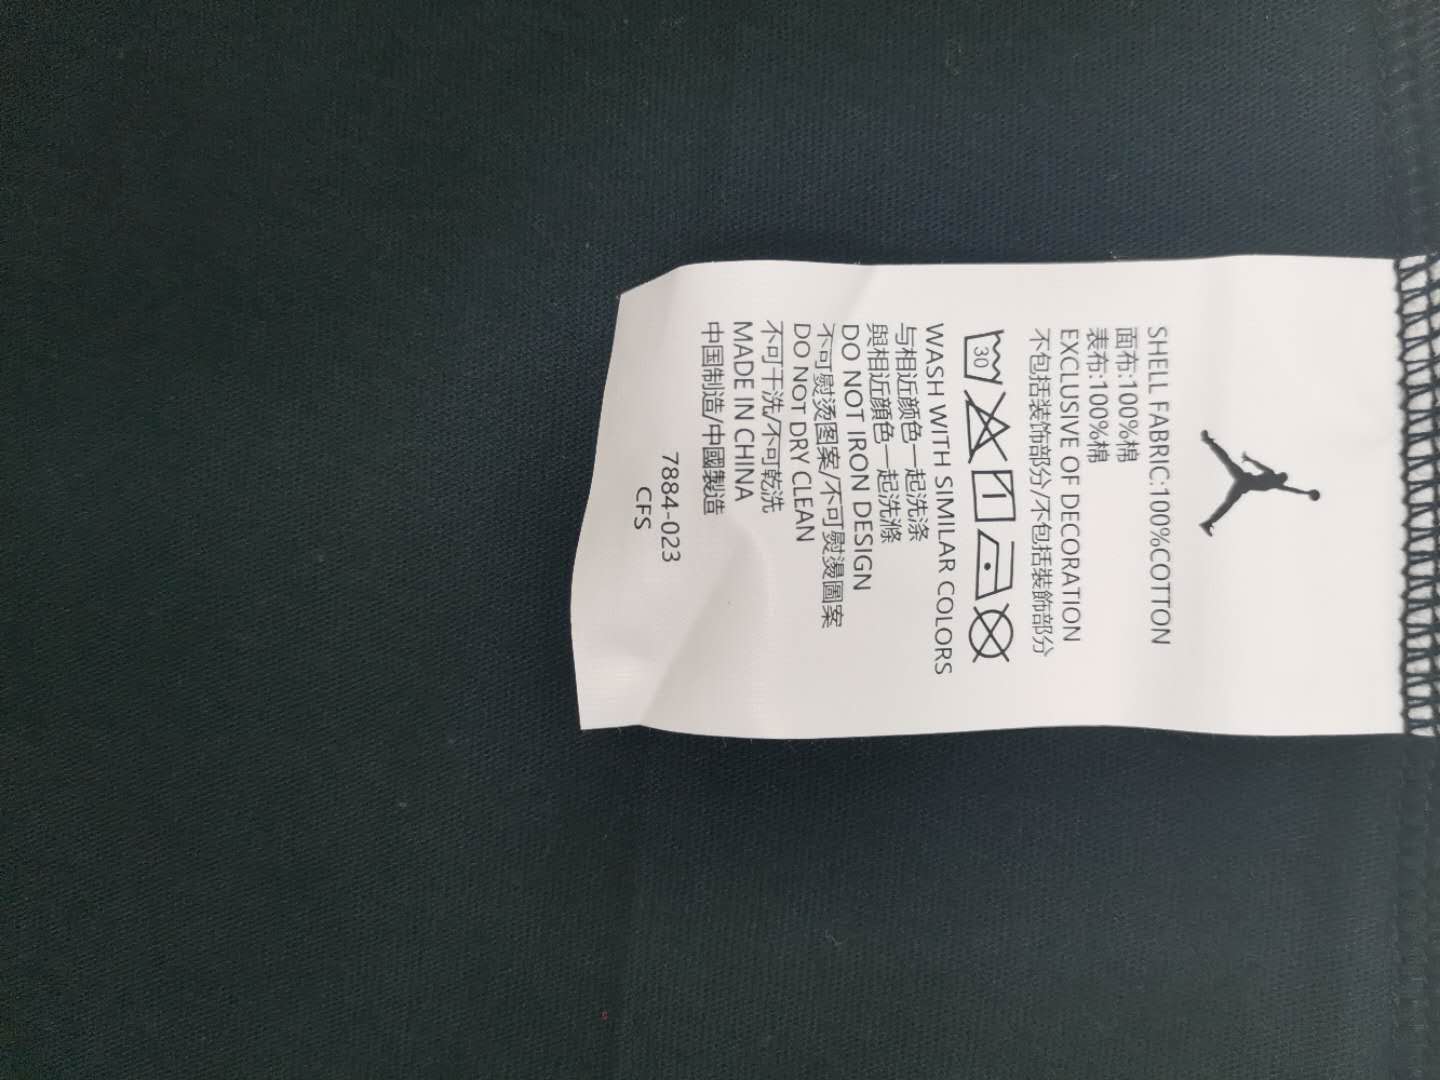 SHELL FABRIC:100%COTTON
面布:100%棉
表布:100%棉
EXCLUSIVE OF DECORATION
不包括装饰部分/不包括裝飾部分
30
WASH WITH SIMILAR COLORS
与相近颜色一起洗涤
與相近顏色一起洗滌
DO NOT IRON DESIGN
不可熨烫图案/不可熨燙圖案
DO NOT DRY CLEAN
不可干洗/不可乾洗
MADE IN CHINA
中国制造/中國製造
7884-023
CFS